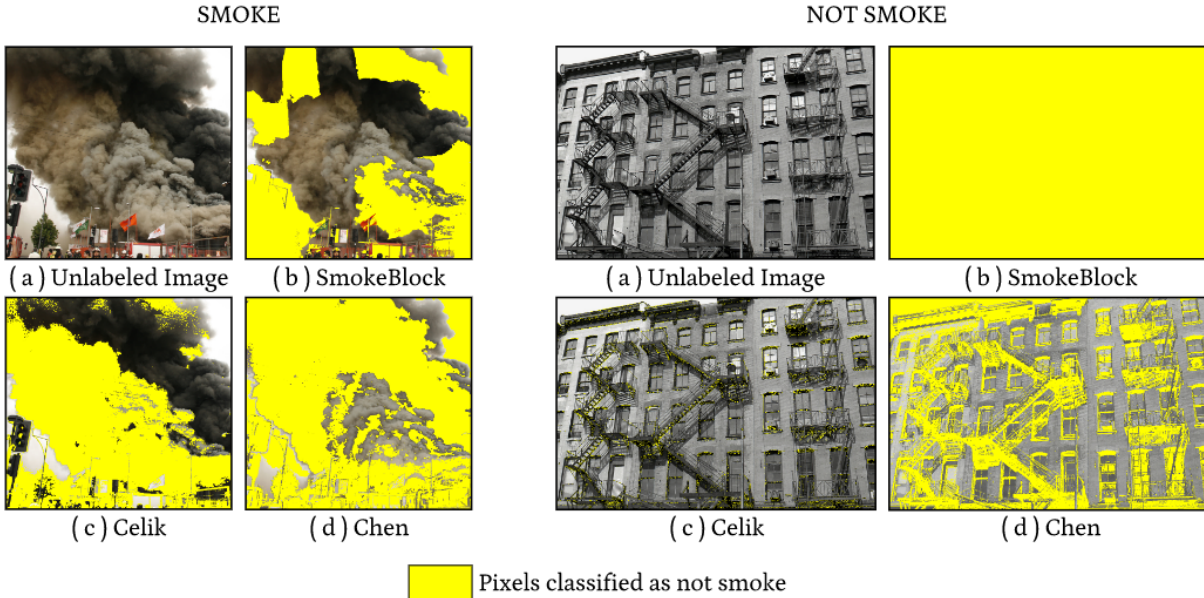 SMOKE
NOT SMOKE
( a ) Unlabeled Image
( b ) SmokeBlock
( a ) Unlabeled Image
( b ) SmokeBlock
( c ) Celik
( d ) Chen
( c ) Celik
( d ) Chen
Pixels classified as not smoke